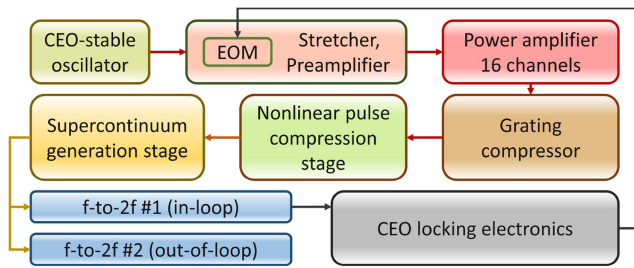 CEO-stable
oscillator
EOM
Stretcher,
Preamplifier
Power amplifier
16 channels
Supercontinuum
generation stage
Nonlinear pulse
compression
stage
Grating
compressor
f-to-2f #1 (in-loop)
f-to-2f #2 (out-of-loop)
CEO locking electronics